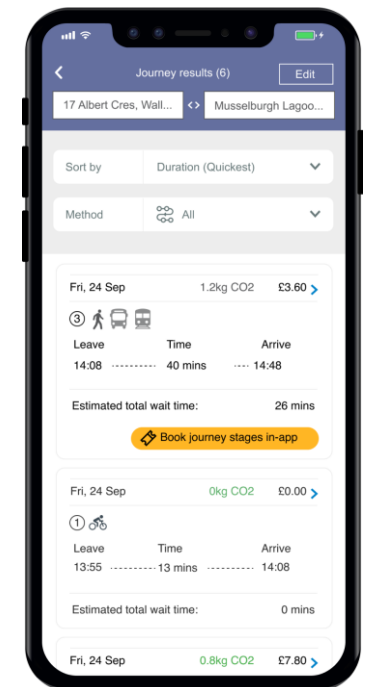 Journey results (6) Edit
17 Albert Cres, Wall... <> Musselburgh Lagoo...
Sort by Duration (Quickest)
Method All
Fri, 24 Sep 1.2kg CO2 £3.60 >
3
Leave Time Arrive
14:08 ---------- 40 mins ---- 14:48
Estimated total wait time: 26 mins
Book journey stages in-app
Fri, 24 Sep 0kg CO2 £0.00 >
1
Leave Time Arrive
13:55 ---------- 13 mins ---------- 14:08
Estimated total wait time: 0 mins
Fri, 24 Sep 0.8kg CO2 £7.80 >